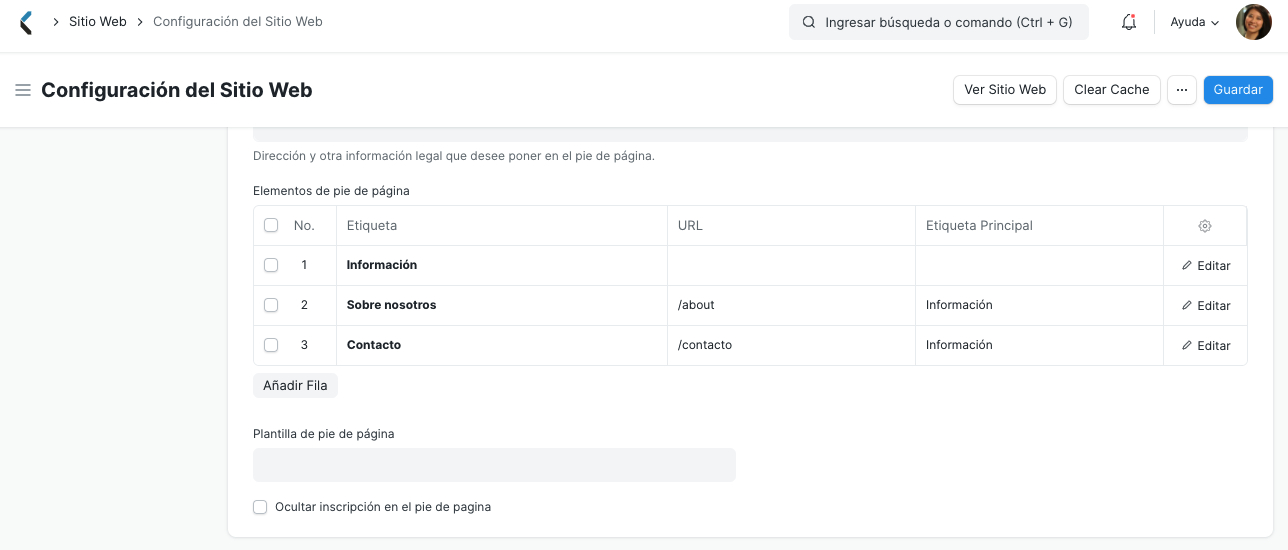 Sitio Web Configuración del Sitio Web Ingresar búsqueda o comando (Ctrl + G) Ayuda
Configuración del Sitio Web Ver Sitio Web Clear Cache ··· Guardar
Dirección y otra información legal que desee poner en el pie de página.
Elementos de pie de página
No. Etiqueta URL Etiqueta Principal
1 Información Editar
2 Sobre nosotros /about Información Editar
3 Contacto /contacto Información Editar
Añadir Fila
Plantilla de pie de página
Ocultar inscripción en el pie de pagina